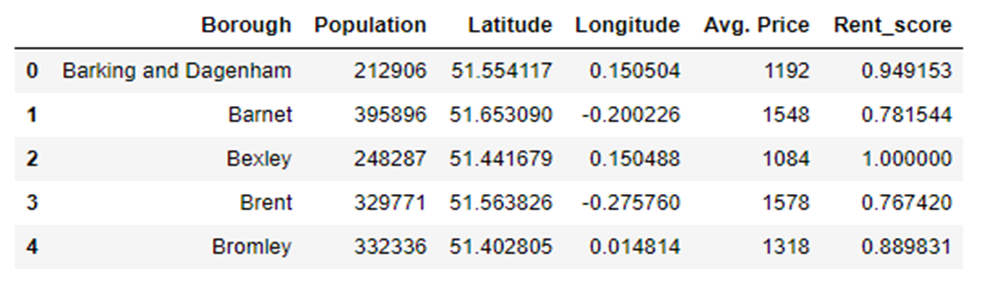 Borough Population Latitude Longitude Avg. Price Rent_score
0 Barking and Dagenham 212906 51.554117 0.150504 1192 0.949153
1 Barnet 395896 51.653090 -0.200226 1548 0.781544
2 Bexley 248287 51.441679 0.150488 1084 1.000000
3 Brent 329771 51.563826 -0.275760 1578 0.767420
4 Bromley 332336 51.402805 0.014814 1318 0.889831